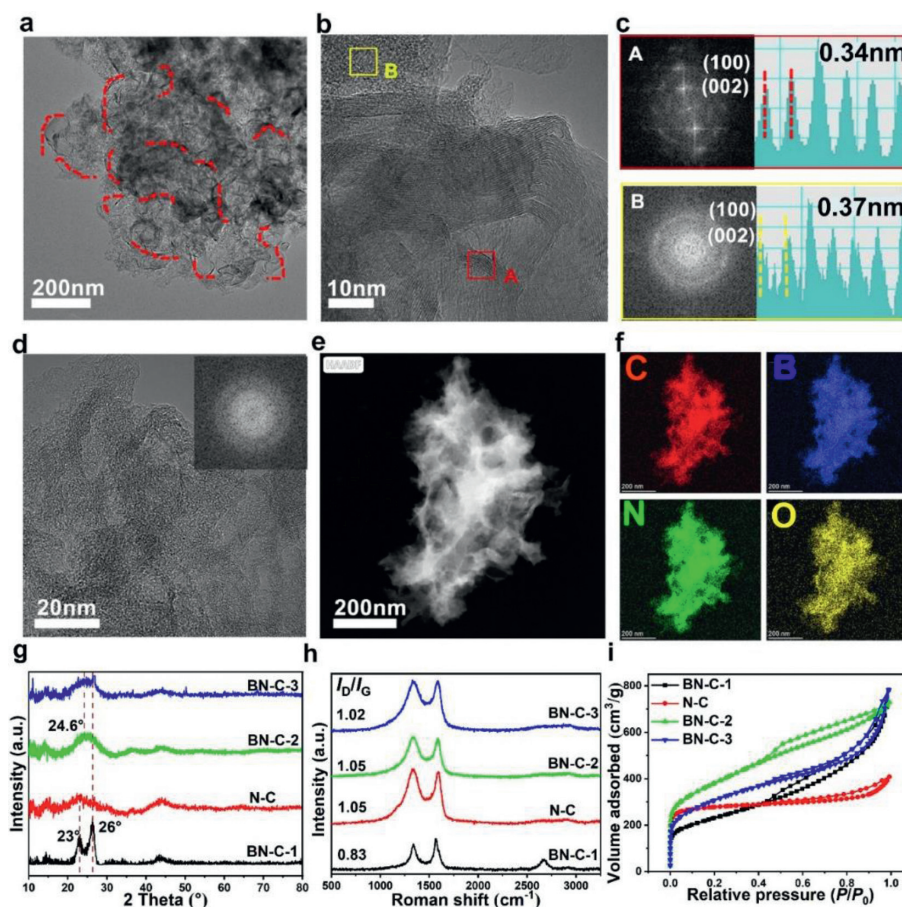 a
200nm
b
B
A
10nm
c
A
(100)
(002)
0.34nm
B
(100)
(002)
0.37nm
d
20nm
e
HAADF
200nm
f
C
200 nm
B
200 nm
N
200 nm
O
200 nm
g
Intensity (a.u.)
BN-C-3
24.6°
BN-C-2
N-C
23°
26°
BN-C-1
10 20 30 40 50 60 70 80
2 Theta (°)
h
Intensity (a.u.)
ID/IG
1.02
BN-C-3
1.05
BN-C-2
1.05
N-C
0.83
BN-C-1
500 1000 1500 2000 2500 3000
Roman shift (cm-1)
i
Volume adsorbed (cm3/g)
BN-C-1
N-C
BN-C-2
BN-C-3
800
600
400
200
0
0.0 0.2 0.4 0.6 0.8 1.0
Relative pressure (P/P0)